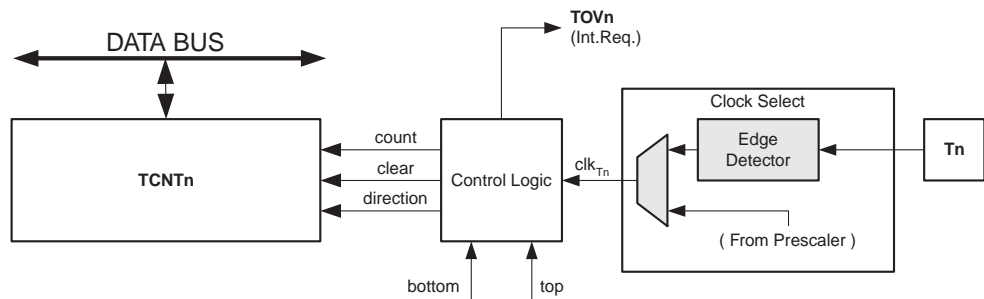 TOVn
(Int.Req.)
DATA BUS
Clock Select
count
Edge
Detector
Tn
TCNTn
clear
Control Logic
clkTn
direction
( From Prescaler )
bottom
top